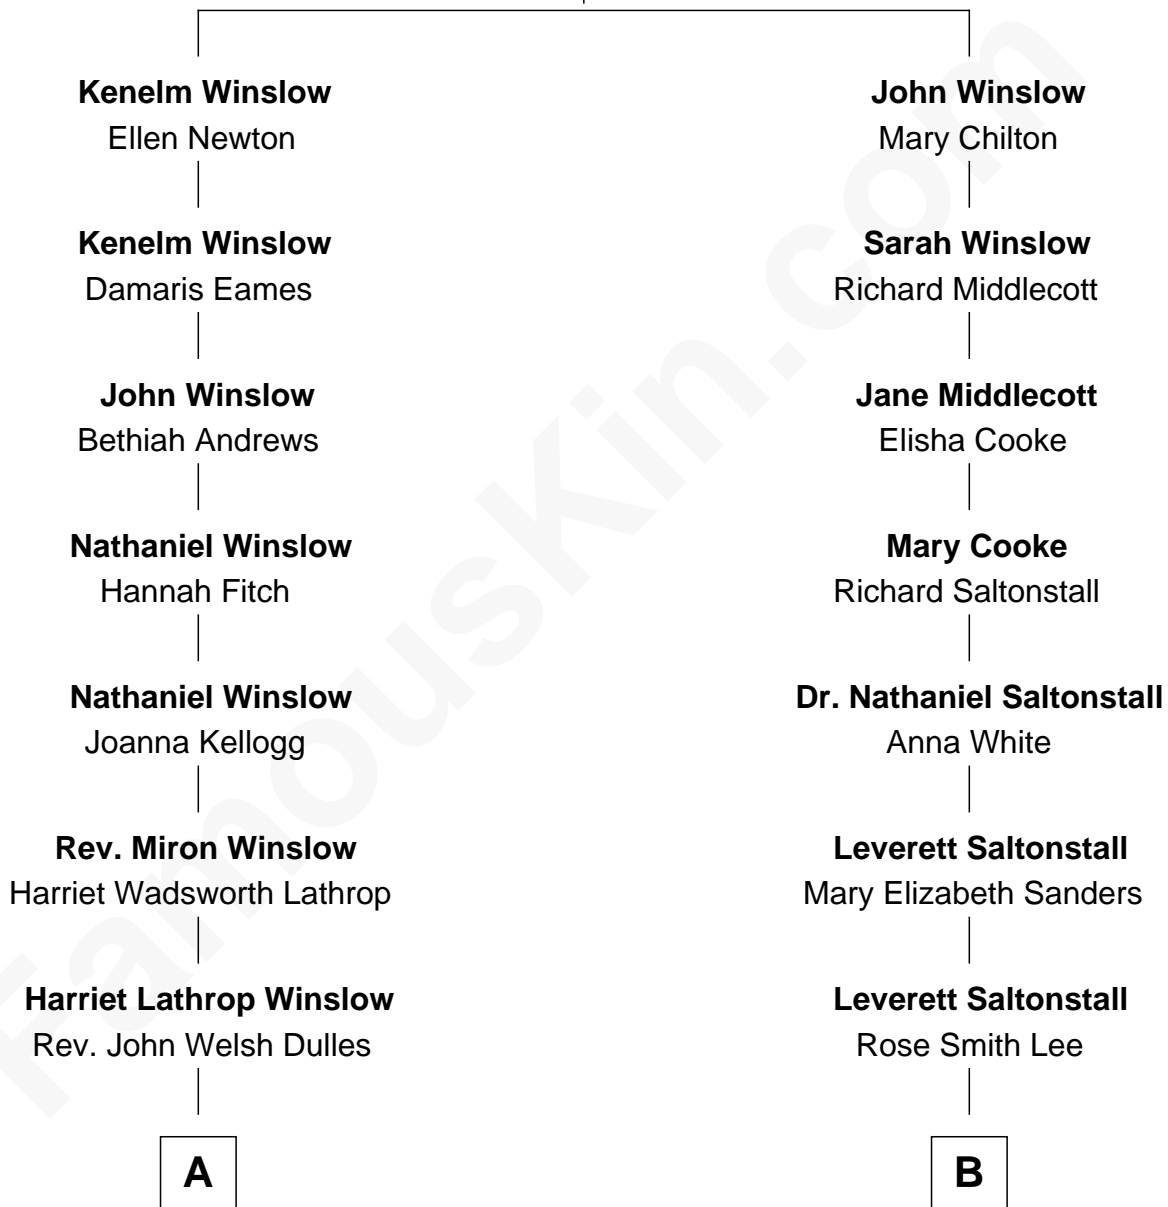 Kenelm Winslow
Ellen Newton
Kenelm Winslow
Damaris Eames
John Winslow
Bethiah Andrews
Nathaniel Winslow
Hannah Fitch
Nathaniel Winslow
Joanna Kellogg
Rev. Miron Winslow
Harriet Wadsworth Lathrop
Harriet Lathrop Winslow
Rev. John Welsh Dulles
A
John Winslow
Mary Chilton
Sarah Winslow
Richard Middlecott
Jane Middlecott
Elisha Cooke
Mary Cooke
Richard Saltonstall
Dr. Nathaniel Saltonstall
Anna White
Leverett Saltonstall
Mary Elizabeth Sanders
Leverett Saltonstall
Rose Smith Lee
B
FamousKin.com